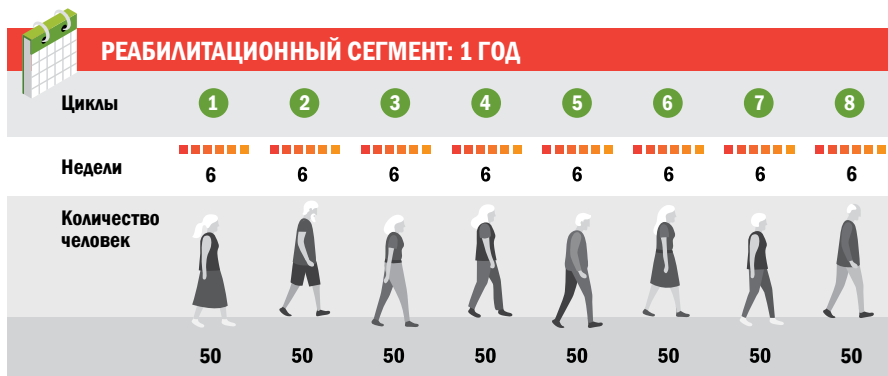 РЕАБИЛИТАЦИОННЫЙ СЕГМЕНТ: 1 ГОД
Циклы 1 2 3 4 5 6 7 8
Недели 6 6 6 6 6 6 6 6
Количество
человек
50 50 50 50 50 50 50 50